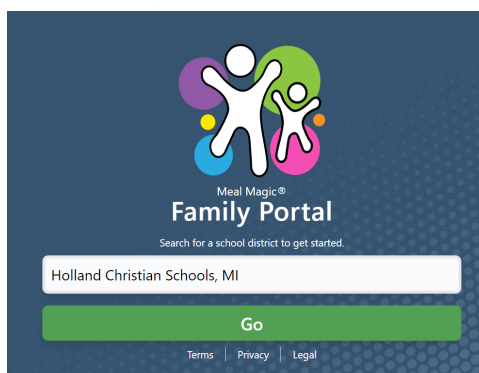 Meal Magic®
Family Portal
Search for a school district to get started.
Holland Christian Schools, MI
Go
Terms | Privacy | Legal